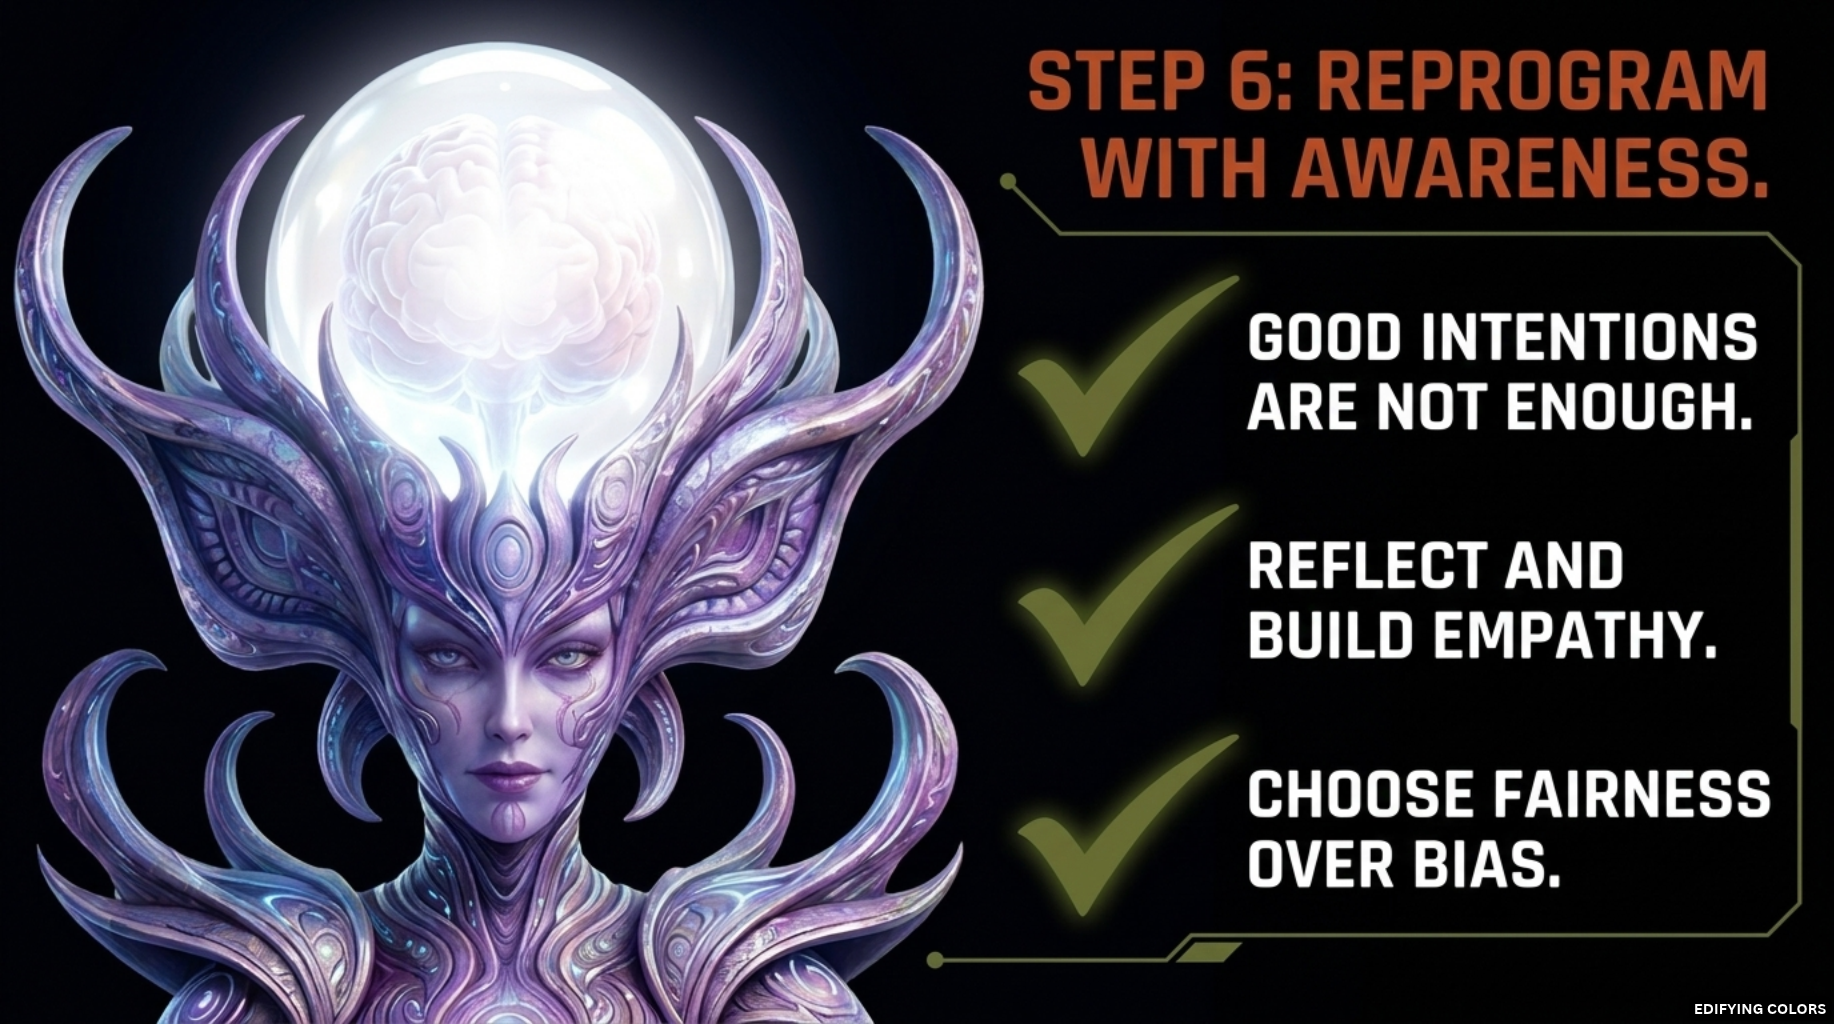 STEP 6: REPROGRAM
WITH AWARENESS.
GOOD INTENTIONS
ARE NOT ENOUGH.
REFLECT AND
BUILD EMPATHY.
CHOOSE FAIRNESS
OVER BIAS.
EDIFYING COLORS